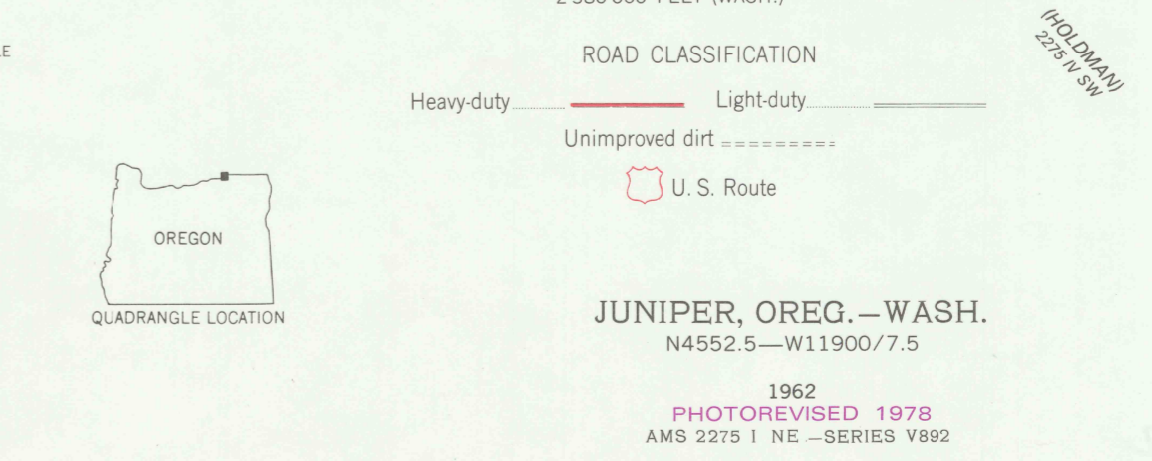 ROAD CLASSIFICATION
(HOLDMAN)
2275 IV SW
Heavy-duty Light-duty
Unimproved dirt
U. S. Route
OREGON
QUADRANGLE LOCATION
JUNIPER, OREG.—WASH.
N4552.5—W11900/7.5
1962
PHOTOREVISED 1978
AMS 2275 I NE—SERIES V892